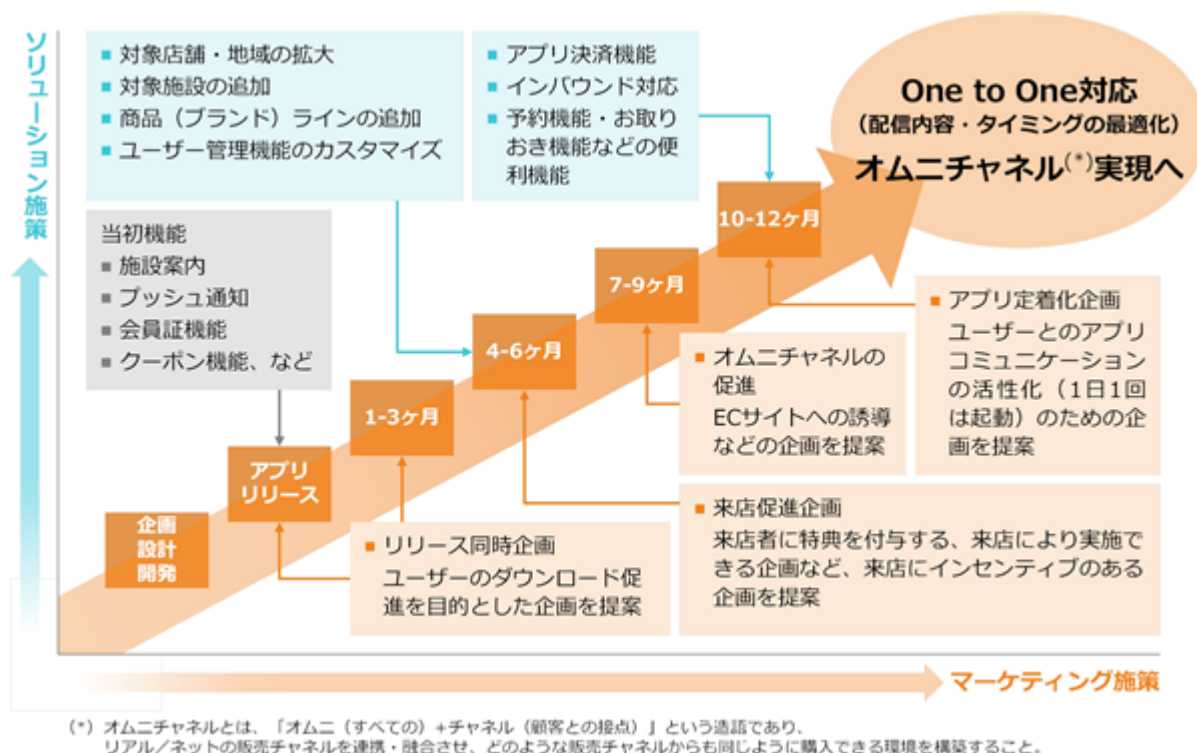 ソリューション施策
■ 対象店舗・地域の拡大
■ 対象施設の追加
■ 商品（ブランド）ラインの追加
■ ユーザー管理機能のカスタマイズ
■ アプリ決済機能
■ インバウンド対応
■ 予約機能・お取り
おき機能などの便
利機能
One to One対応
（配信内容・タイミングの最適化）
オムニチャネル(*)実現へ
当初機能
■ 施設案内
■ プッシュ通知
■ 会員証機能
■ クーポン機能、など
企画
設計
開発
アプリ
リリース
1-3ヶ月
4-6ヶ月
7-9ヶ月
10-12ヶ月
■ リリース同時企画
ユーザーのダウンロード促
進を目的とした企画を提案
■ オムニチャネルの
促進
ECサイトへの誘導
などの企画を提案
■ アプリ定着化企画
ユーザーとのアプリ
コミュニケーション
の活性化（1日1回
は起動）のための企
画を提案
■ 来店促進企画
来店者に特典を付与する、来店により実施で
きる企画など、来店にインセンティブのある
企画を提案
マーケティング施策
(*) オムニチャネルとは、「オムニ（すべての）+チャネル（顧客との接点）」という造語であり、
リアル／ネットの販売チャネルを連携・融合させ、どのような販売チャネルからも同じように購入できる環境を構築すること。